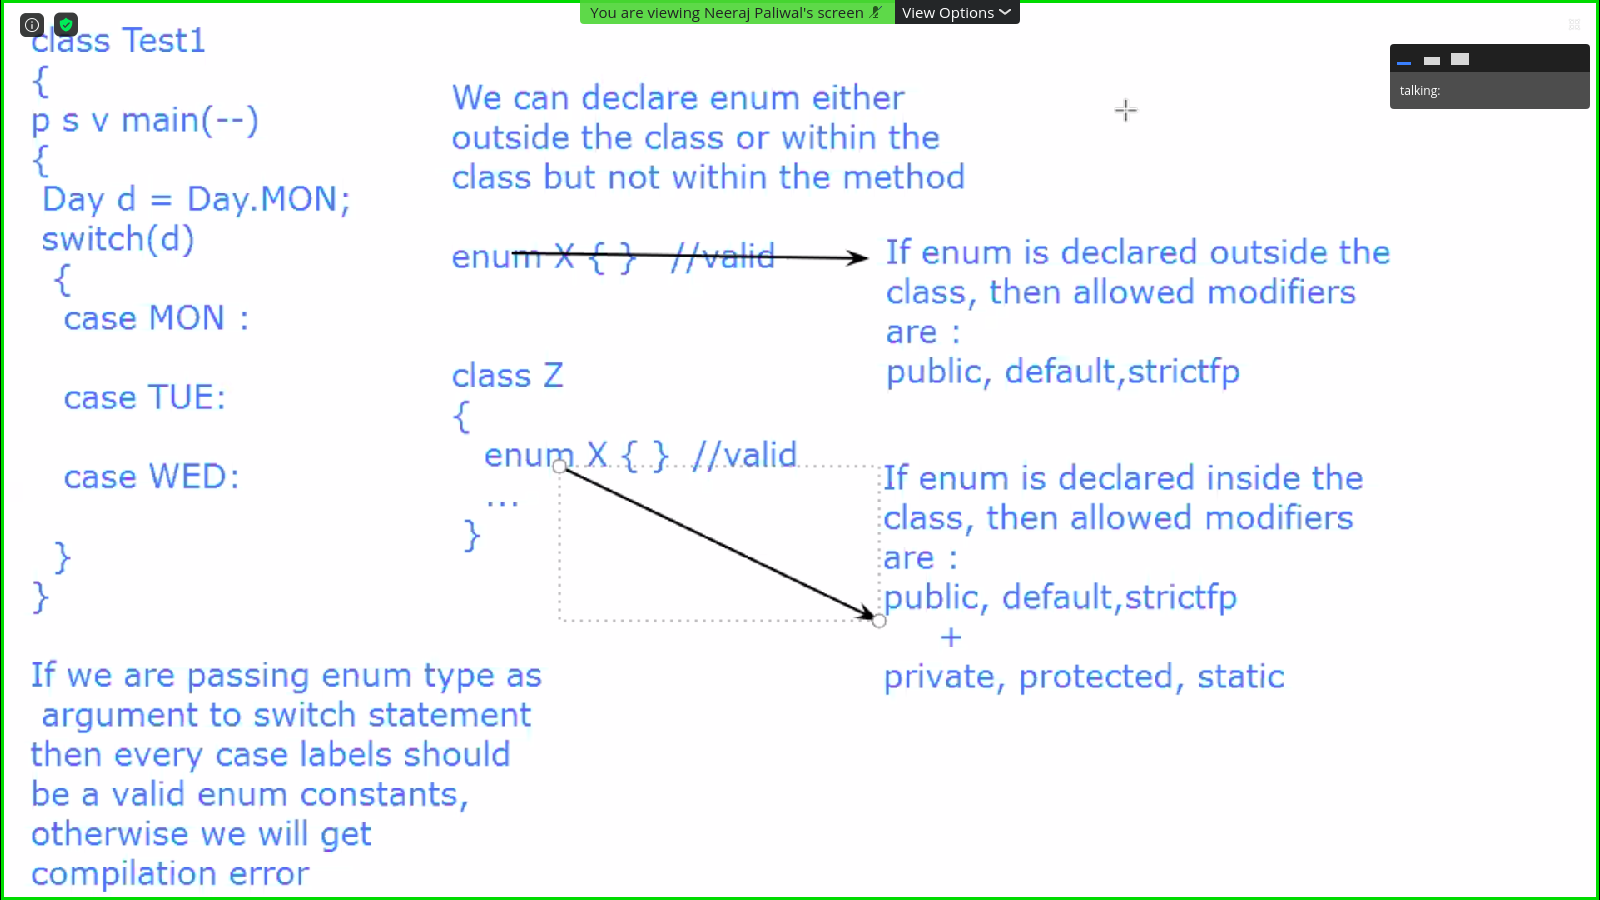 You are viewing Neeraj Paliwal's screen
View Options
talking:
class Test1
{
p s v main(--)
{
Day d = Day.MON;
switch(d)
{
case MON :
case TUE:
case WED:
}
}
If we are passing enum type as
argument to switch statement
then every case labels should
be a valid enum constants,
otherwise we will get
compilation error
We can declare enum either
outside the class or within the
class but not within the method
enum X { } //valid
class Z
{
enum X { } //valid
...
}
If enum is declared outside the
class, then allowed modifiers
are :
public, default,strictfp
If enum is declared inside the
class, then allowed modifiers
are :
public, default,strictfp
+
private, protected, static